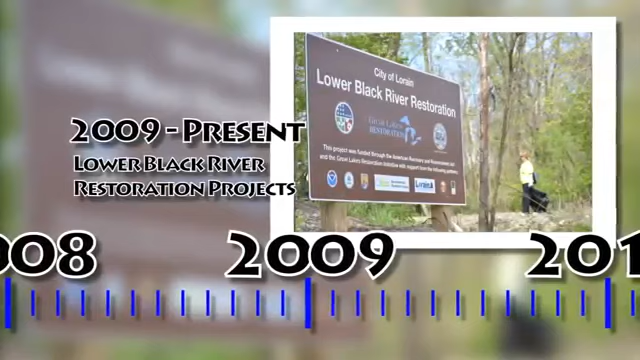 City of Lorain
Lower Black River Restoration
Great Lakes
RESTORATION
This project was funded through the American Recovery and Reinvestment Act
and the Great Lakes Restoration Initiative with support from the following partners:
Lorain
2009 - PRESENT
LOWER BLACK RIVER
RESTORATION PROJECTS
008
2009
201